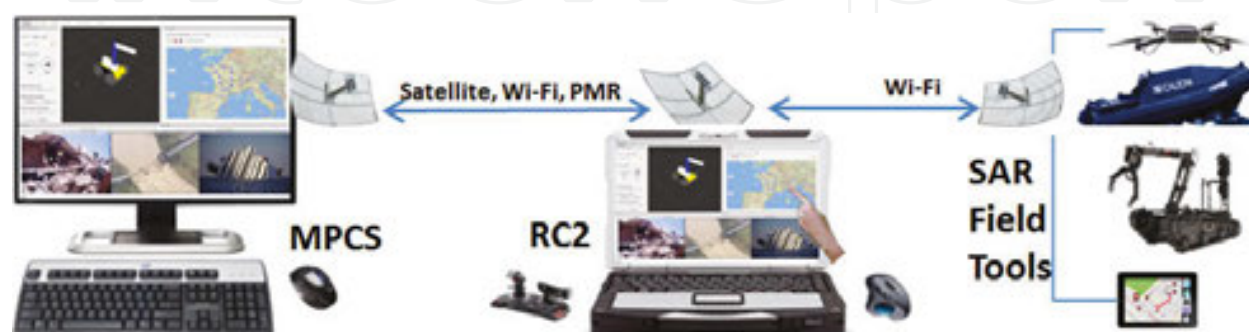 Satellite, Wi-Fi, PMR
Wi-Fi
MPCS
RC2
SAR
Field
Tools